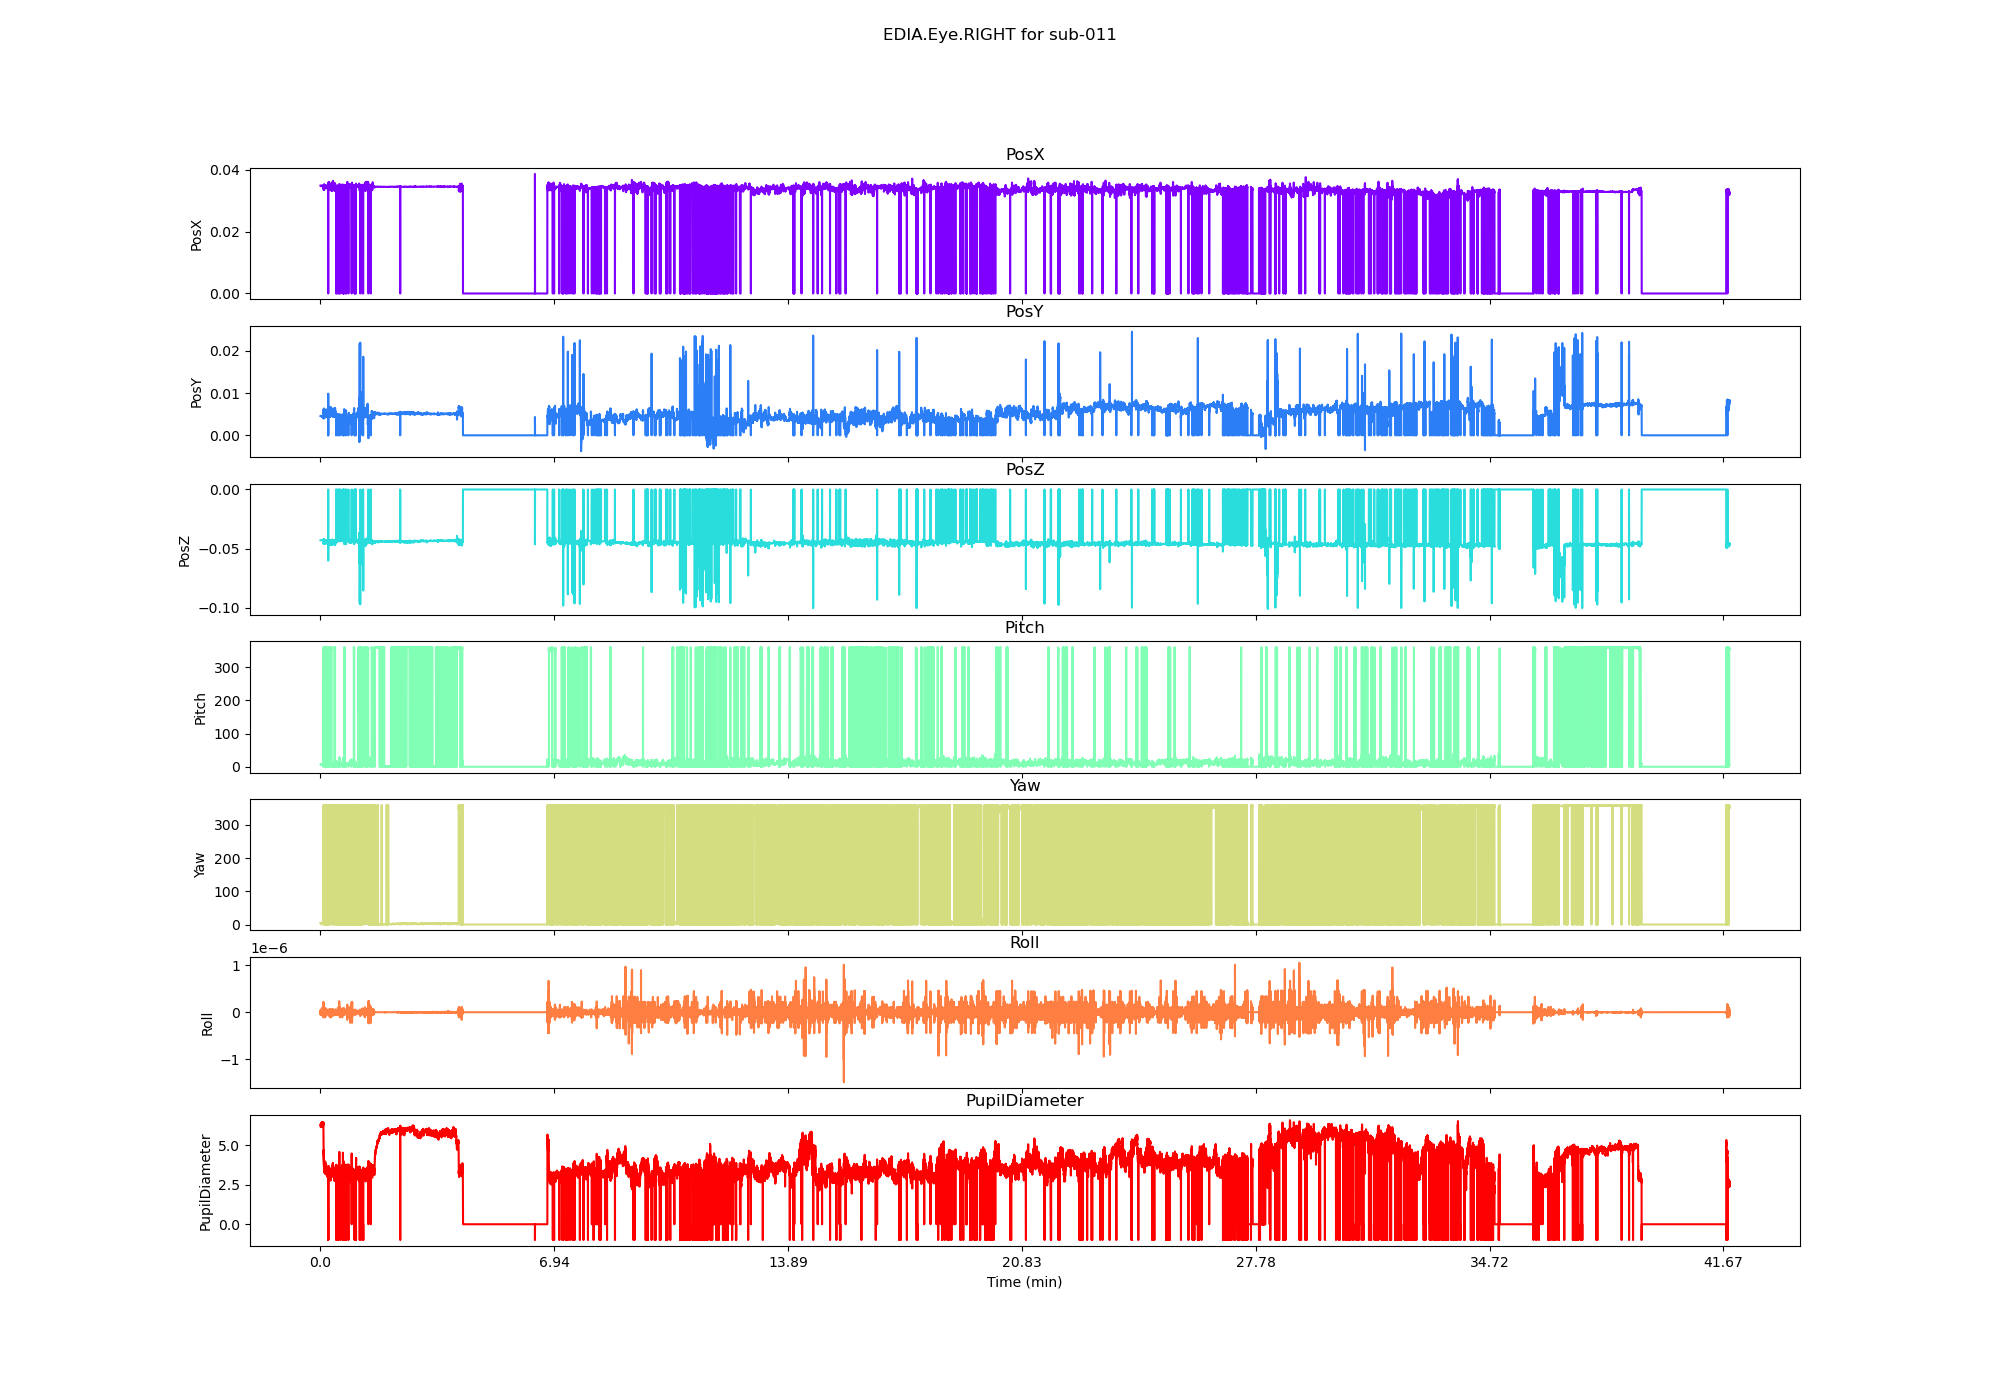 EDIA.Eye.RIGHT for sub-011
PosX
0.04
0.02
0.00
PosX
PosY
0.02
0.01
0.00
PosY
PosZ
0.00
−0.05
−0.10
PosZ
Pitch
300
200
100
0
Pitch
Yaw
300
200
100
0
Yaw
1e−6
Roll
1
0
−1
Roll
PupilDiameter
5.0
2.5
0.0
PupilDiameter
0.0 6.94 13.89 20.83 27.78 34.72 41.67
Time (min)